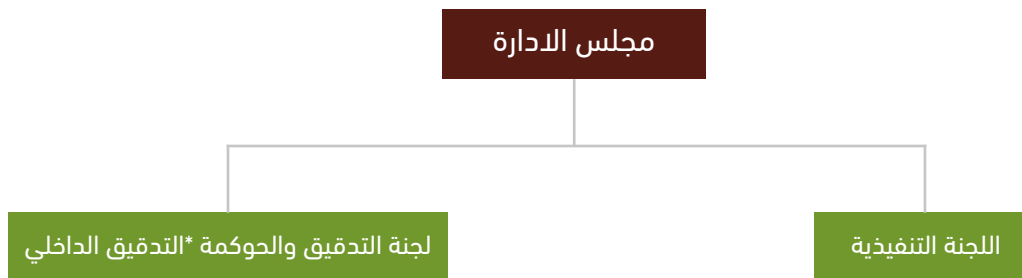 مجلس الادارة
اللجنة التنفيذية
لجنة التدقيق والحوكمة *التدقيق الداخلي